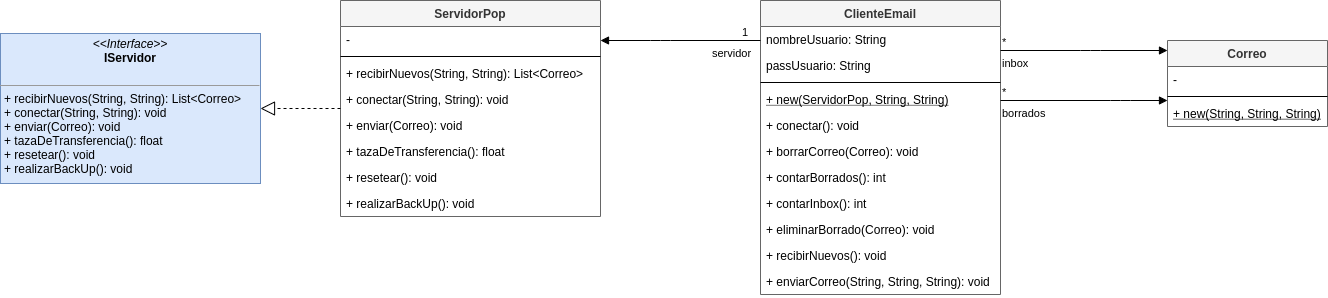 <<Interface>>
IServidor
+ recibirNuevos(String, String): List<Correo>
+ conectar(String, String): void
+ enviar(Correo): void
+ tazaDeTransferencia(): float
+ resetear(): void
+ realizarBackUp(): void
ServidorPop
-
+ recibirNuevos(String, String): List<Correo>
+ conectar(String, String): void
+ enviar(Correo): void
+ tazaDeTransferencia(): float
+ resetear(): void
+ realizarBackUp(): void
1
servidor
ClienteEmail
nombreUsuario: String
passUsuario: String
+ new(ServidorPop, String, String)
+ conectar(): void
+ borrarCorreo(Correo): void
+ contarBorrados(): int
+ contarInbox(): int
+ eliminarBorrado(Correo): void
+ recibirNuevos(): void
+ enviarCorreo(String, String, String): void
*
inbox
*
borrados
Correo
-
+ new(String, String, String)